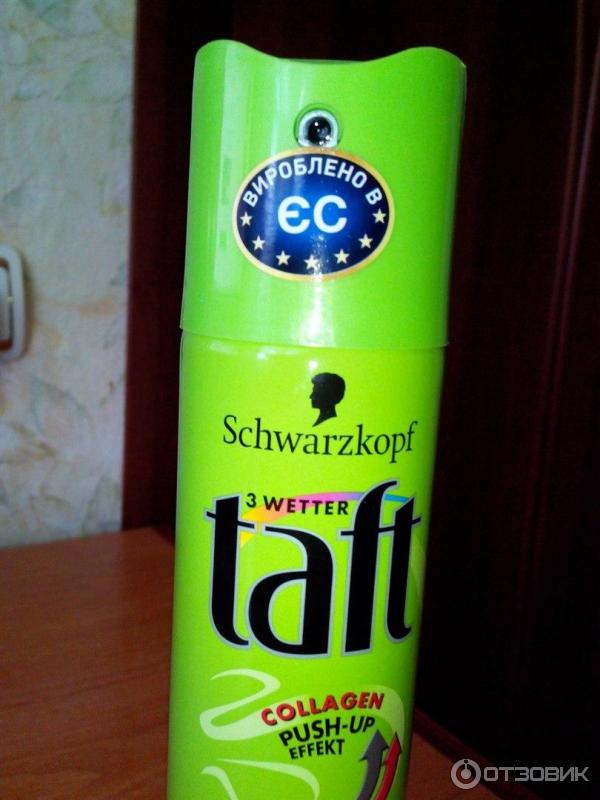 ВИРОБЛЕНО В
ЄС
Schwarzkopf
3 WETTER
taft
COLLAGEN
PUSH-UP
EFFEKT
ОТЗОВИК